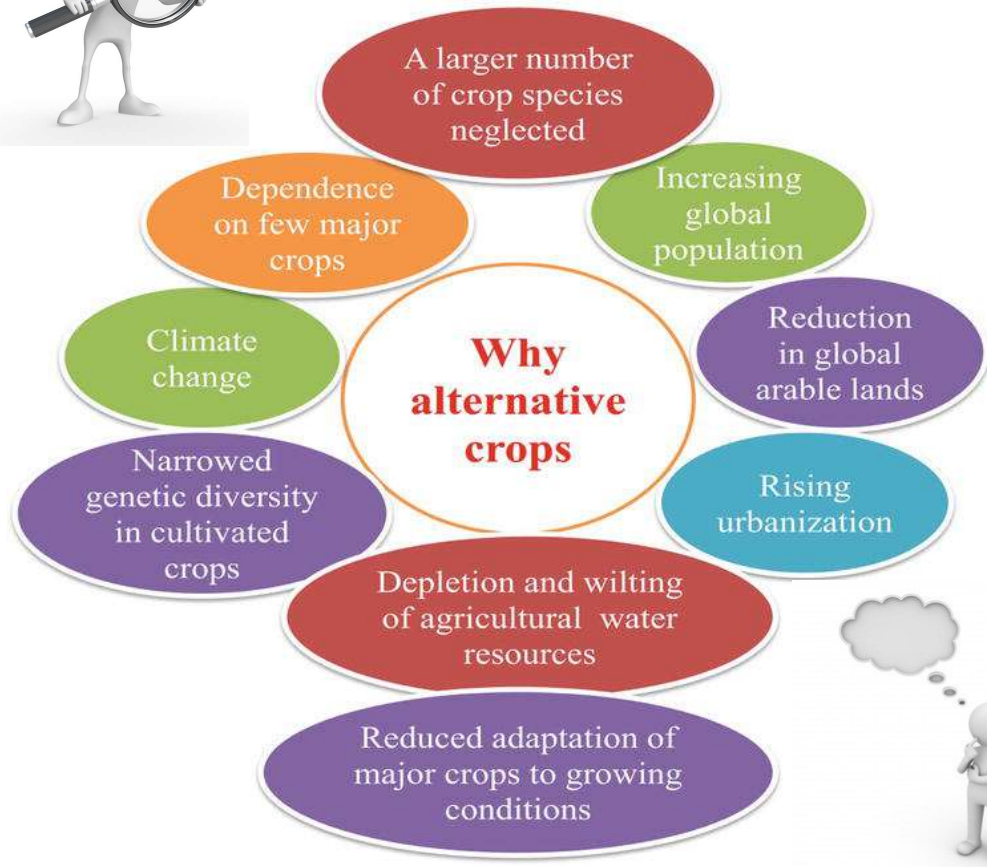 A larger number
of crop species
neglected
Dependence
on few major
crops
Increasing
global
population
Climate
change
Why
alternative
crops
Reduction
in global
arable lands
Narrowed
genetic diversity
in cultivated
crops
Rising
urbanization
Depletion and wilting
of agricultural water
resources
Reduced adaptation of
major crops to growing
conditions